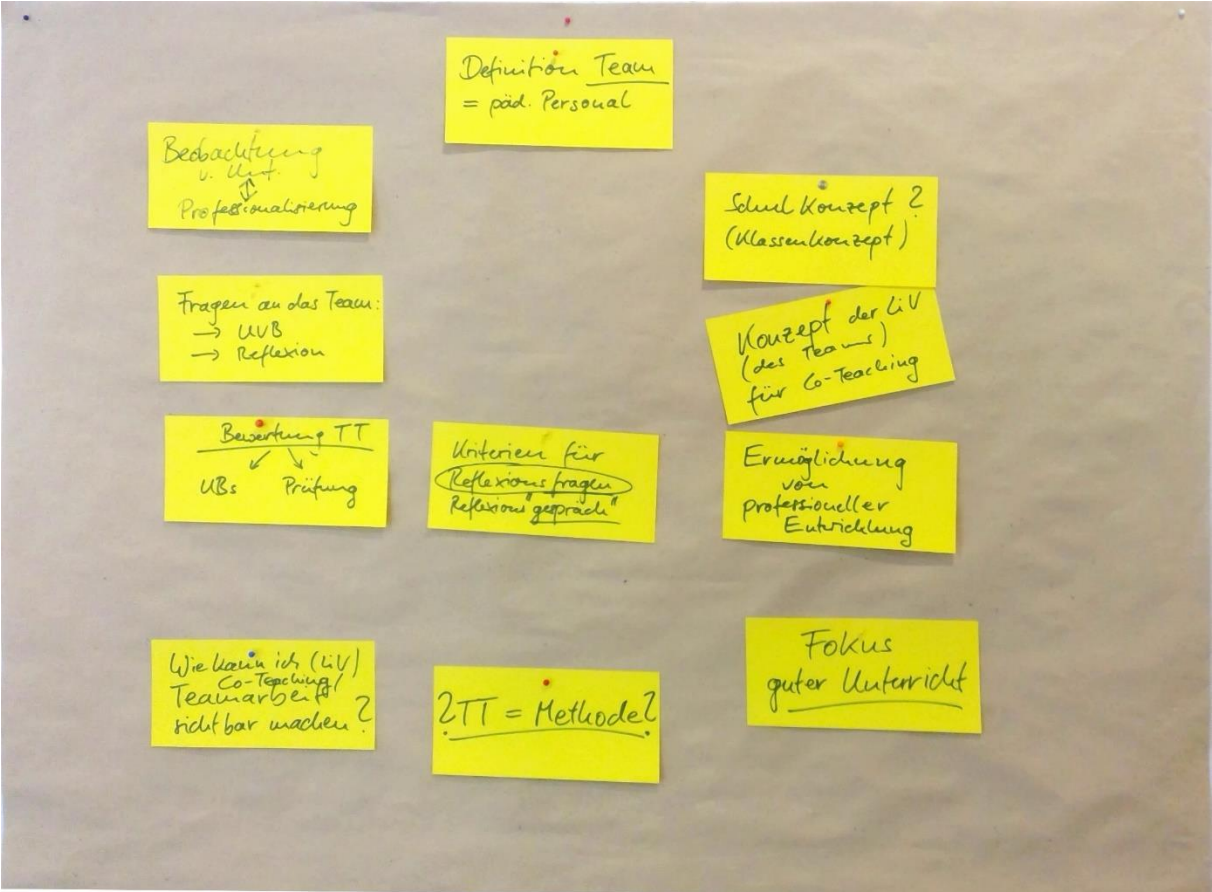 Definition Team
= päd. Personal
Beobachtung
v. Unt.
↕
Professionalisierung
Fragen an das Team:
→ UVB
→ Reflexion
Bewertung TT
↙ ↘
UBs Prüfung
Kriterien für
Reflexionsfragen
Reflexions"gespräch"
Schul Konzept ?
(Klassenkonzept)
Konzept der LiV
(des Teams)
für Co-Teaching
Ermöglichung
von
professioneller
Entwicklung
Wie kann ich (LiV)
Co-Teaching/
Teamarbeit
sichtbar machen ?
? TT = Methode ?
Fokus
guter Unterricht